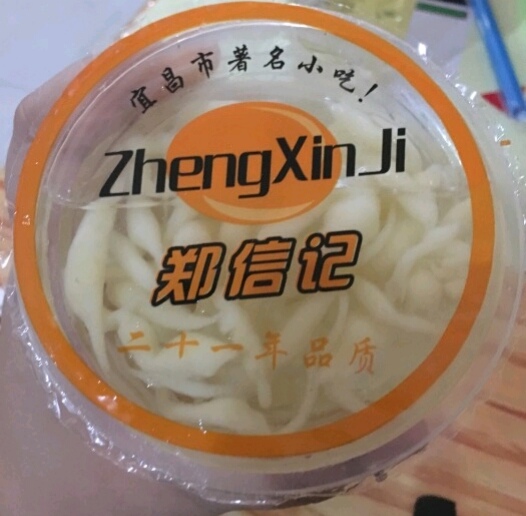 宜昌市著名小吃!
ZhengXinJi
郑信记
二十一年品质